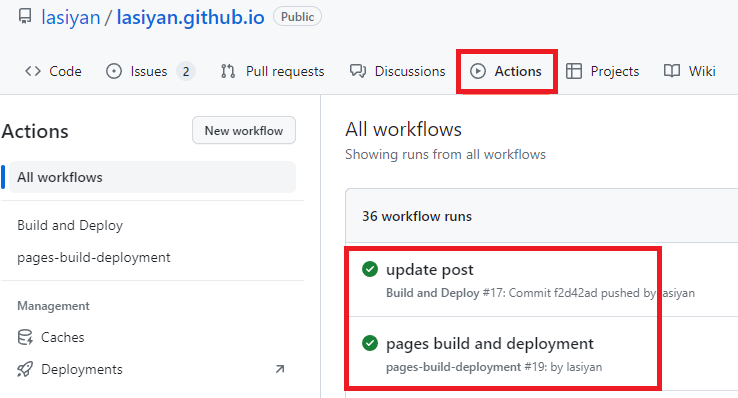 lasiyan / lasiyan.github.io Public
Code Issues 2 Pull requests Discussions Actions Projects Wiki
Actions New workflow
All workflows
Build and Deploy
pages-build-deployment
Management
Caches
Deployments
All workflows
Showing runs from all workflows
36 workflow runs
update post
Build and Deploy #17: Commit f2d42ad pushed by lasiyan
pages build and deployment
pages-build-deployment #19: by lasiyan